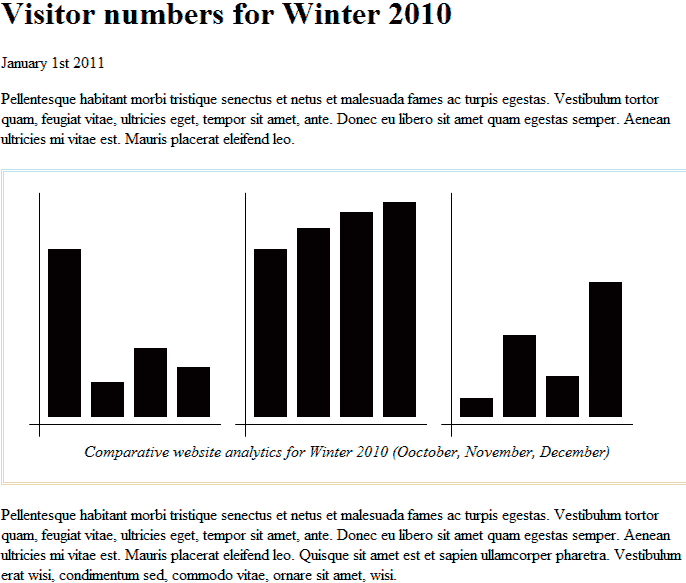 Visitor numbers for Winter 2010
January 1st 2011
Pellentesque habitant morbi tristique senectus et netus et malesuada fames ac turpis egestas. Vestibulum tortor
quam, feugiat vitae, ultricies eget, tempor sit amet, ante. Donec eu libero sit amet quam egestas semper. Aenean
ultricies mi vitae est. Mauris placerat eleifend leo.
Comparative website analytics for Winter 2010 (Ooctober, November, December)
Pellentesque habitant morbi tristique senectus et netus et malesuada fames ac turpis egestas. Vestibulum tortor
quam, feugiat vitae, ultricies eget, tempor sit amet, ante. Donec eu libero sit amet quam egestas semper. Aenean
ultricies mi vitae est. Mauris placerat eleifend leo. Quisque sit amet est et sapien ullamcorper pharetra. Vestibulum
erat wisi, condimentum sed, commodo vitae, ornare sit amet, wisi.